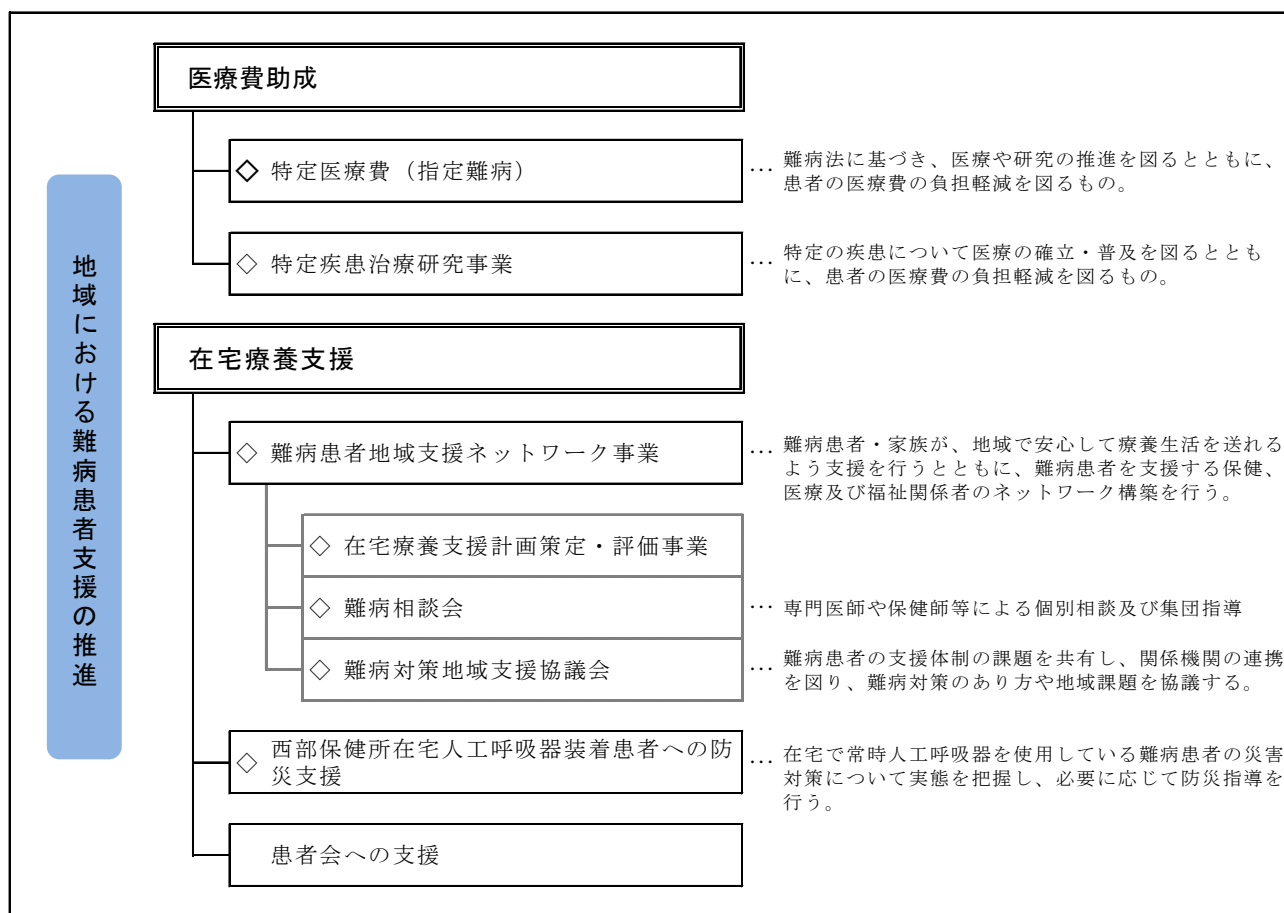 地域における難病患者支援の推進
医療費助成
◇ 特定医療費（指定難病）
… 難病法に基づき、医療や研究の推進を図るとともに、
患者の医療費の負担軽減を図るもの。
◇ 特定疾患治療研究事業
… 特定の疾患について医療の確立・普及を図るととも
に、患者の医療費の負担軽減を図るもの。
在宅療養支援
◇ 難病患者地域支援ネットワーク事業
… 難病患者・家族が、地域で安心して療養生活を送れる
よう支援を行うとともに、難病患者を支援する保健、
医療及び福祉関係者のネットワーク構築を行う。
◇ 在宅療養支援計画策定・評価事業
◇ 難病相談会
… 専門医師や保健師等による個別相談及び集団指導
◇ 難病対策地域支援協議会
… 難病患者の支援体制の課題を共有し、関係機関の連携
を図り、難病対策のあり方や地域課題を協議する。
◇ 西部保健所在宅人工呼吸器装着患者への防
災支援
… 在宅で常時人工呼吸器を使用している難病患者の災害
対策について実態を把握し、必要に応じて防災指導を
行う。
患者会への支援